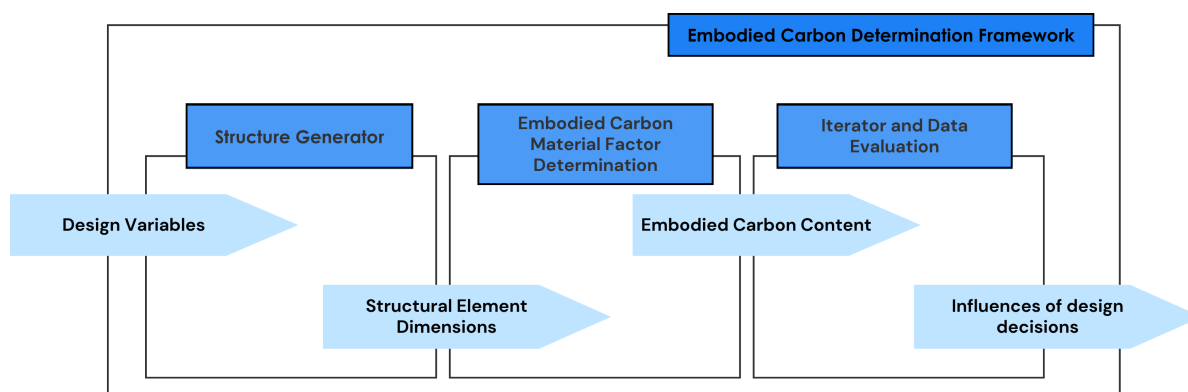 Embodied Carbon Determination Framework
Structure Generator
Embodied Carbon
Material Factor
Determination
Iterator and Data
Evaluation
Design Variables
Embodied Carbon Content
Structural Element
Dimensions
Influences of design
decisions